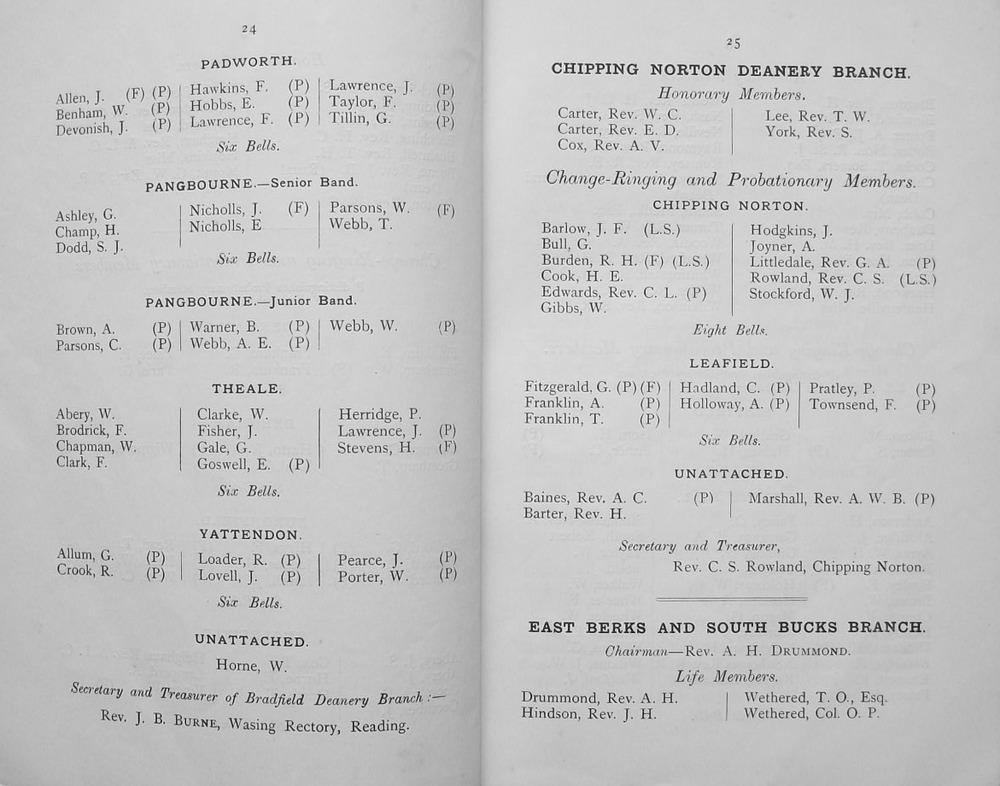 24
PADWORTH.
Allen, J. (F) (P) | Hawkins, F. (P) | Lawrence, J. (P)
Benham, W. (P) | Hobbs, E. (P) | Taylor, F. (P)
Devonish, J. (P) | Lawrence, F. (P) | Tillin, G. (P)
Six Bells.
PANGBOURNE.—Senior Band.
Ashley, G. | Nicholls, J. (F) | Parsons, W. (F)
Champ, H. | Nicholls, E | Webb, T.
Dodd, S. J.
Six Bells.
PANGBOURNE.—Junior Band.
Brown, A. (P) | Warner, B. (P) | Webb, W. (P)
Parsons, C. (P) | Webb, A. E. (P) |
THEALE.
Abery, W. | Clarke, W. | Herridge, P.
Brodrick, F. | Fisher, J. | Lawrence, J. (P)
Chapman, W. | Gale, G. | Stevens, H. (F)
Clark, F. | Goswell, E. (P) |
Six Bells.
YATTENDON.
Allum, G. (P) | Loader, R. (P) | Pearce, J. (P)
Crook, R. (P) | Lovell, J. (P) | Porter, W. (P)
Six Bells.
UNATTACHED.
Horne, W.
Secretary and Treasurer of Bradfield Deanery Branch :—
Rev. J. B. BURNE, Wasing Rectory, Reading.
25
CHIPPING NORTON DEANERY BRANCH.
Honorary Members.
Carter, Rev. W. C. | Lee, Rev. T. W.
Carter, Rev. E. D. | York, Rev. S.
Cox, Rev. A. V.
Change-Ringing and Probationary Members.
CHIPPING NORTON.
Barlow, J. F. (L.S.) | Hodgkins, J.
Bull, G. | Joyner, A.
Burden, R. H. (F) (L.S.) | Littledale, Rev. G. A. (P)
Cook, H. E. | Rowland, Rev. C. S. (L.S.)
Edwards, Rev. C. L. (P) | Stockford, W. J.
Gibbs, W.
Eight Bells.
LEAFIELD.
Fitzgerald, G. (P) (F) | Hadland, C. (P) | Pratley, P. (P)
Franklin, A. (P) | Holloway, A. (P) | Townsend, F. (P)
Franklin, T. (P)
Six Bells.
UNATTACHED.
Baines, Rev. A. C. (P) | Marshall, Rev. A. W. B. (P)
Barter, Rev. H.
Secretary and Treasurer,
Rev. C. S. Rowland, Chipping Norton.
EAST BERKS AND SOUTH BUCKS BRANCH.
Chairman—Rev. A. H. DRUMMOND.
Life Members.
Drummond, Rev. A. H. | Wethered, T. O., Esq.
Hindson, Rev. J. H. | Wethered, Col. O. P.